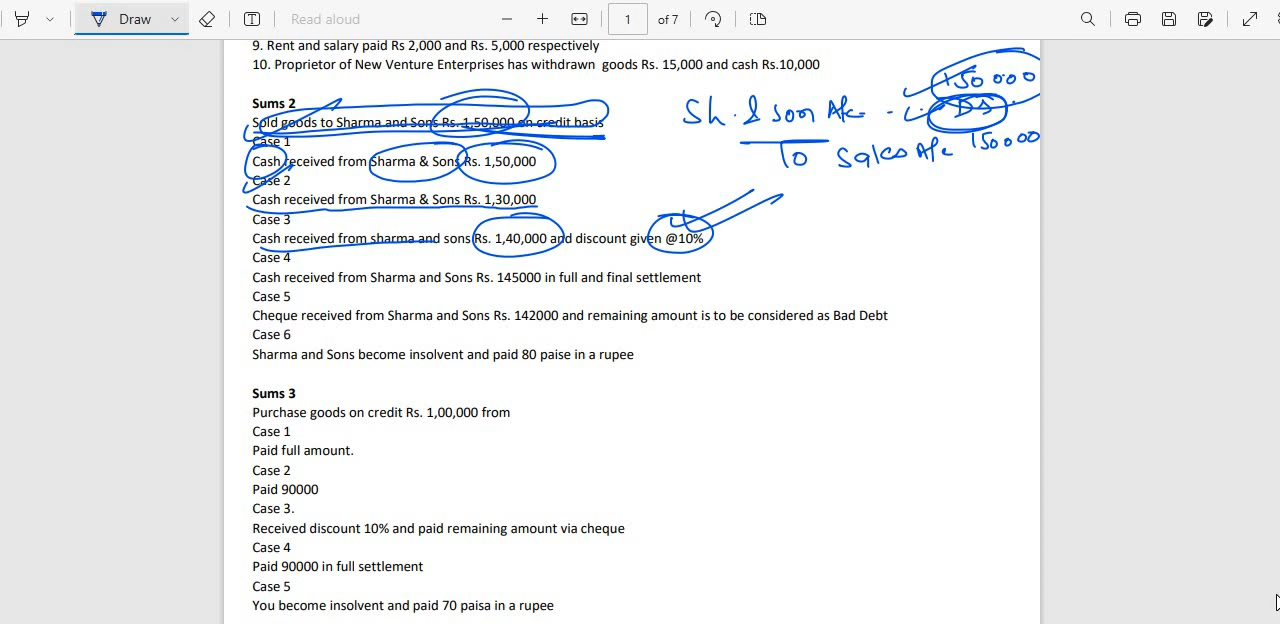 Draw
Read aloud
1 of 7
9. Rent and salary paid Rs 2,000 and Rs. 5,000 respectively
10. Proprietor of New Venture Enterprises has withdrawn goods Rs. 15,000 and cash Rs.10,000
150000
Sums 2
Sh. & son A/c - Dr.
Sold goods to Sharma and Sons Rs. 1,50,000 on credit basis
Case 1
To Sales A/c 150000
Cash received from Sharma & Sons Rs. 1,50,000
Case 2
Cash received from Sharma & Sons Rs. 1,30,000
Case 3
Cash received from sharma and sons Rs. 1,40,000 and discount given @10%
Case 4
Cash received from Sharma and Sons Rs. 145000 in full and final settlement
Case 5
Cheque received from Sharma and Sons Rs. 142000 and remaining amount is to be considered as Bad Debt
Case 6
Sharma and Sons become insolvent and paid 80 paise in a rupee
Sums 3
Purchase goods on credit Rs. 1,00,000 from
Case 1
Paid full amount.
Case 2
Paid 90000
Case 3.
Received discount 10% and paid remaining amount via cheque
Case 4
Paid 90000 in full settlement
Case 5
You become insolvent and paid 70 paisa in a rupee